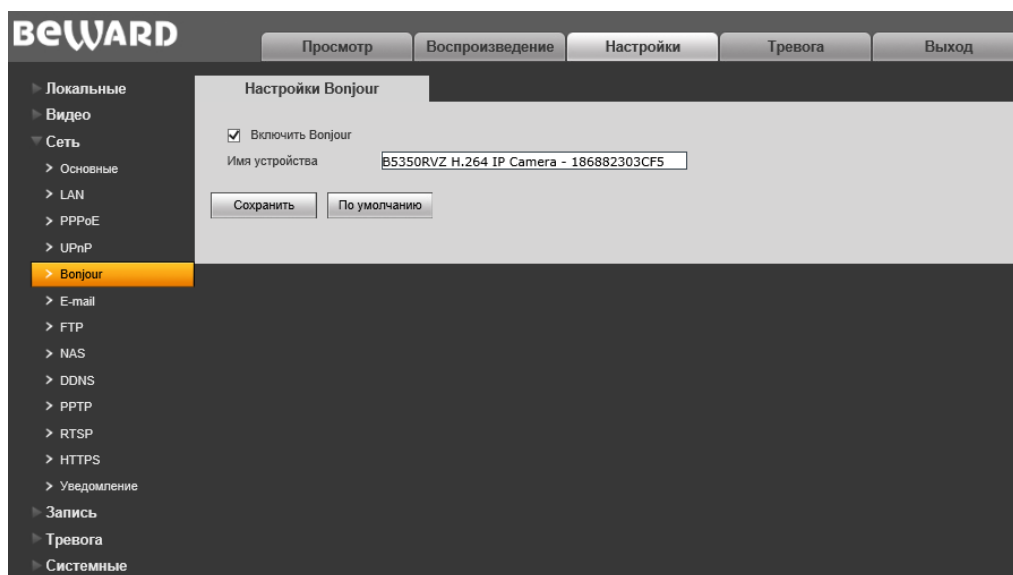 BEWARD
Просмотр
Воспроизведение
Настройки
Тревога
Выход
Локальные
Видео
Сеть
Основные
LAN
PPPoE
UPnP
Bonjour
E-mail
FTP
NAS
DDNS
PPTP
RTSP
HTTPS
Уведомление
Запись
Тревога
Системные
Настройки Bonjour
Включить Bonjour
Имя устройства B5350RVZ H.264 IP Camera - 186882303CF5
Сохранить По умолчанию